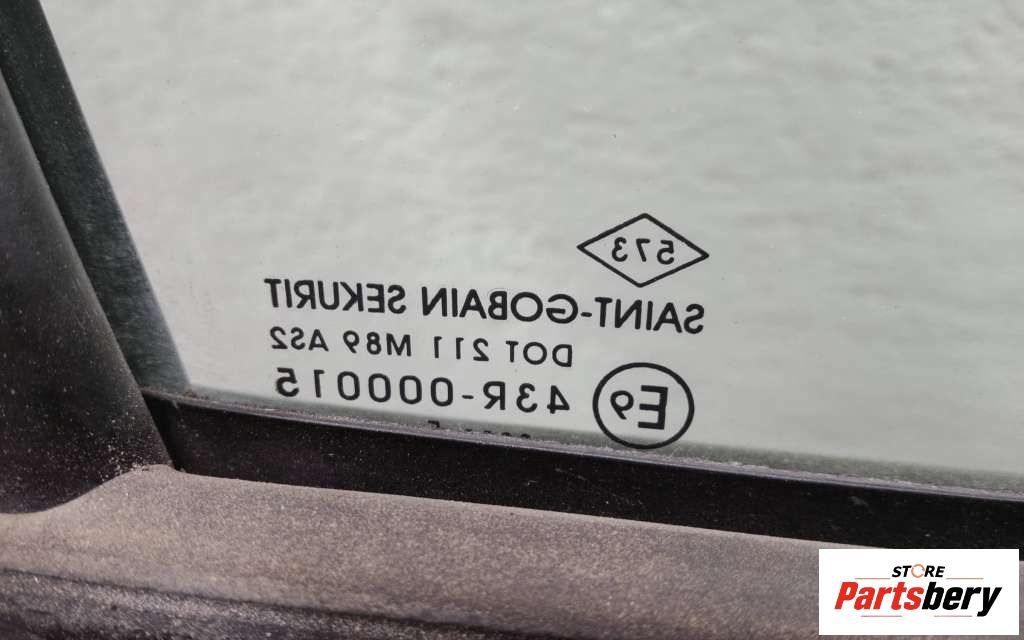 573
SAINT-GOBAIN SEKURIT
DOT 211 M89 AS2
E9 43R-000015
STORE
Partsbery